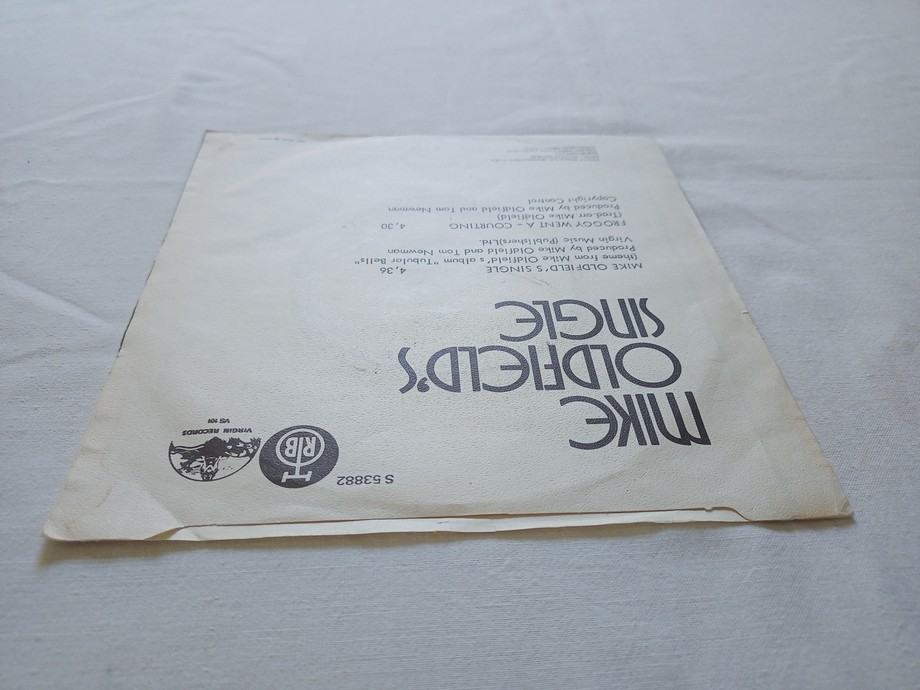 S 53882
RTB
VIRGIN RECORDS
VS 101
MIKE
OLDFIELD'S
SINGLE
MIKE OLDFIELD'S SINGLE 4,36
(theme from Mike Oldfield's album "Tubular Bells"
Produced by Mike Oldfield and Tom Newman
Virgin Music (Publishers)Ltd.
FROGGY WENT A - COURTING 4,30
(Trad.arr. Mike Oldfield)
Produced by Mike Oldfield and Tom Newman
Copyright Control